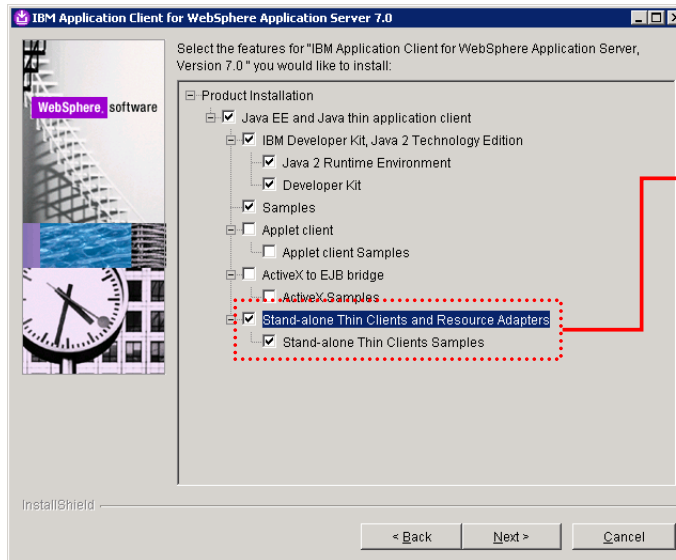 IBM Application Client for WebSphere Application Server 7.0
Select the features for "IBM Application Client for WebSphere Application Server,
Version 7.0" you would like to install:
WebSphere. software
Product Installation
Java EE and Java thin application client
IBM Developer Kit, Java 2 Technology Edition
Java 2 Runtime Environment
Developer Kit
Samples
Applet client
Applet client Samples
ActiveX to EJB bridge
ActiveX Samples
Stand-alone Thin Clients and Resource Adapters
Stand-alone Thin Clients Samples
InstallShield
< Back
Next >
Cancel